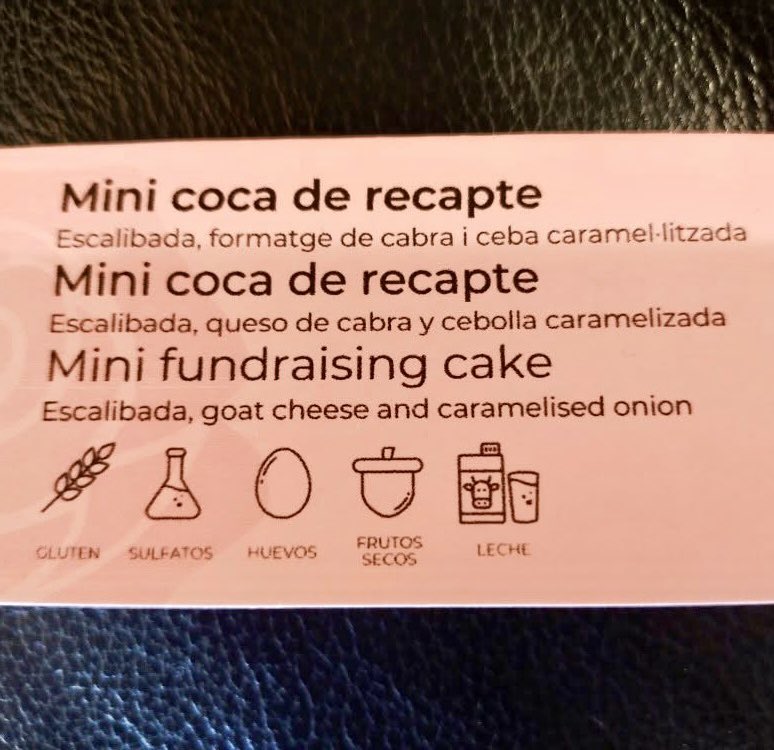 Mini coca de recapte
Escalibada, formatge de cabra i ceba caramel·litzada
Mini coca de recapte
Escalibada, queso de cabra y cebolla caramelizada
Mini fundraising cake
Escalibada, goat cheese and caramelised onion
GLUTEN SULFATOS HUEVOS FRUTOS SECOS LECHE